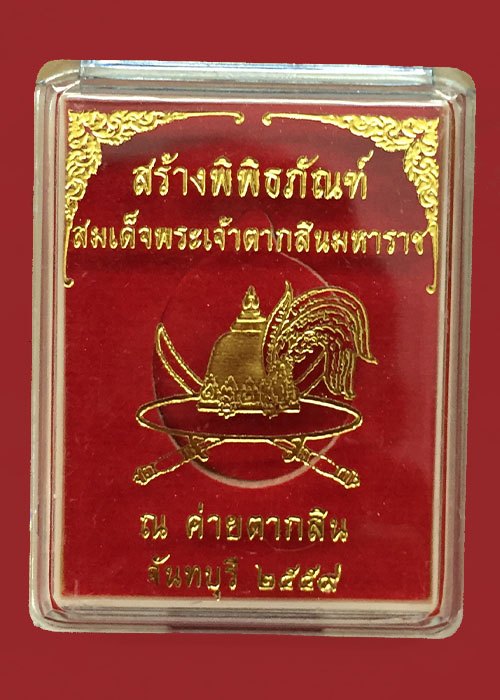 สร้างพิพิธภัณฑ์
สมเด็จพระเจ้าตากสินมหาราช
ณ ค่ายตากสิน
จันทบุรี ๒๕๕๘